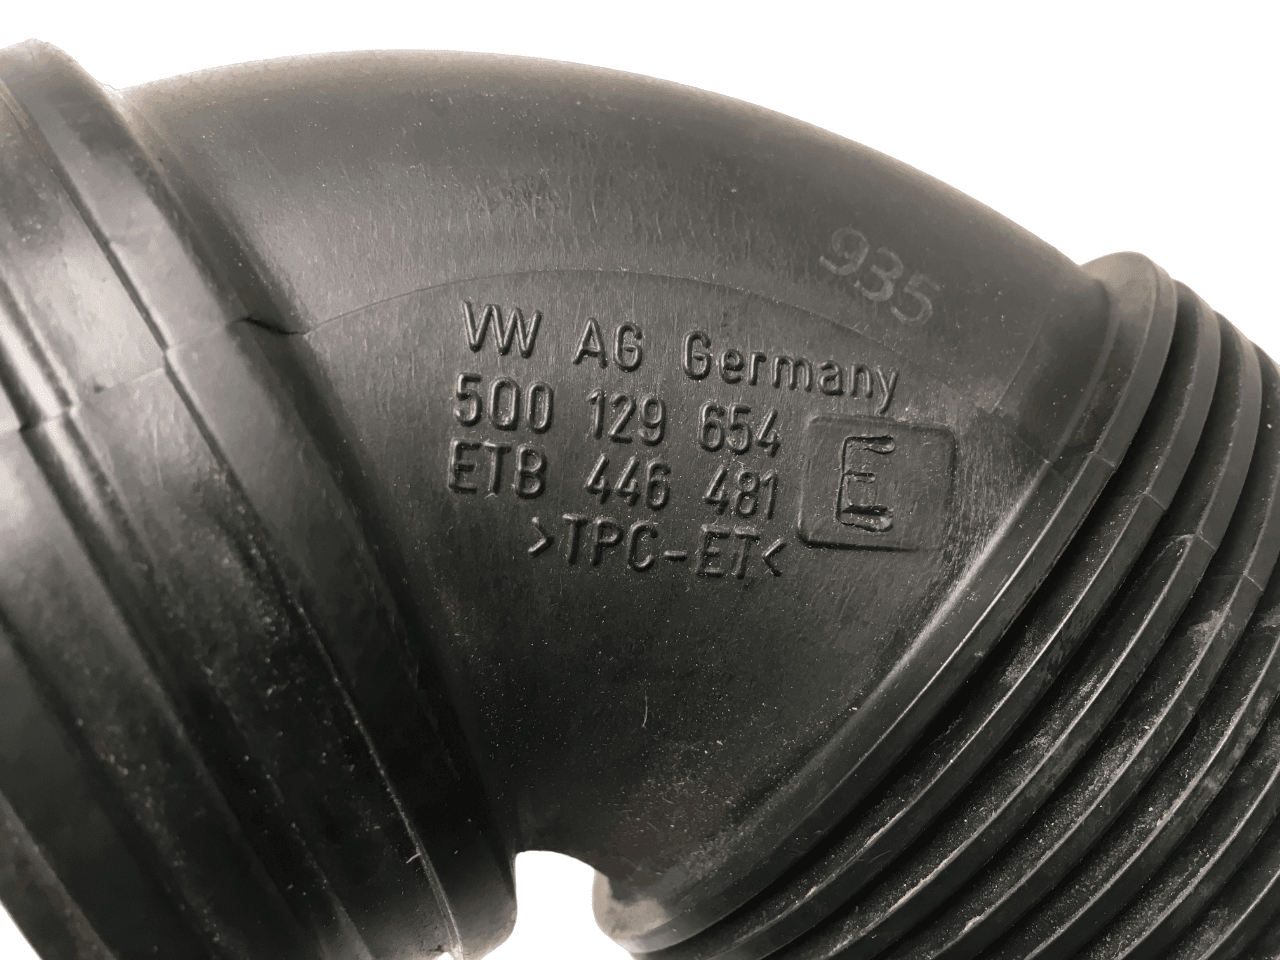 935
VW AG Germany
5Q0 129 654
ETB 446 481
>TPC-ET<
E